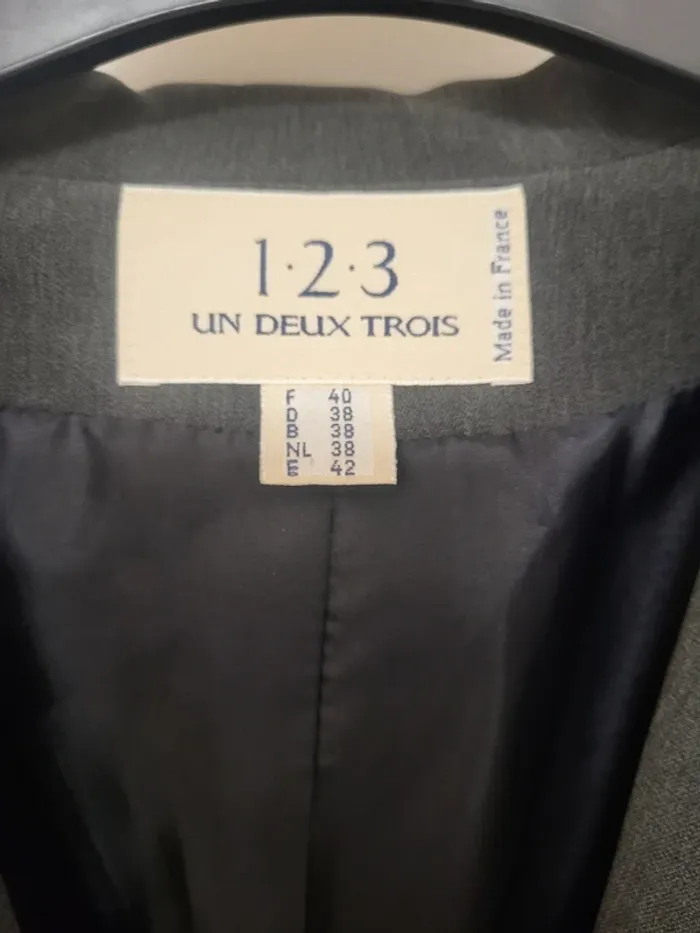 1·2·3
UN DEUX TROIS
Made in France
F 40
D 38
B 38
NL 38
E 42